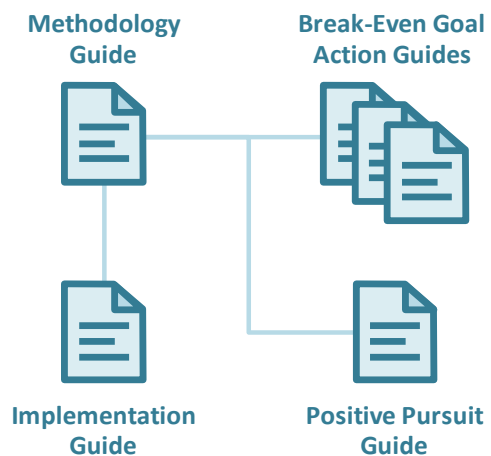 Methodology
Guide
Break-Even Goal
Action Guides
Implementation
Guide
Positive Pursuit
Guide